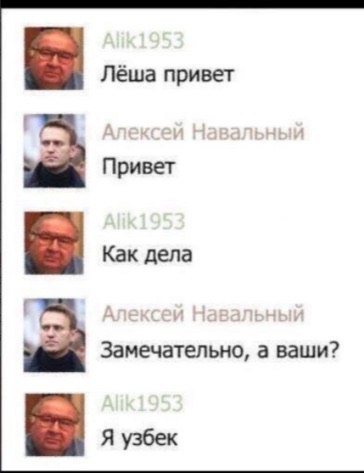 Alik1953
Лёша привет
Алексей Навальный
Привет
Alik1953
Как дела
Алексей Навальный
Замечательно, а ваши?
Alik1953
Я узбек